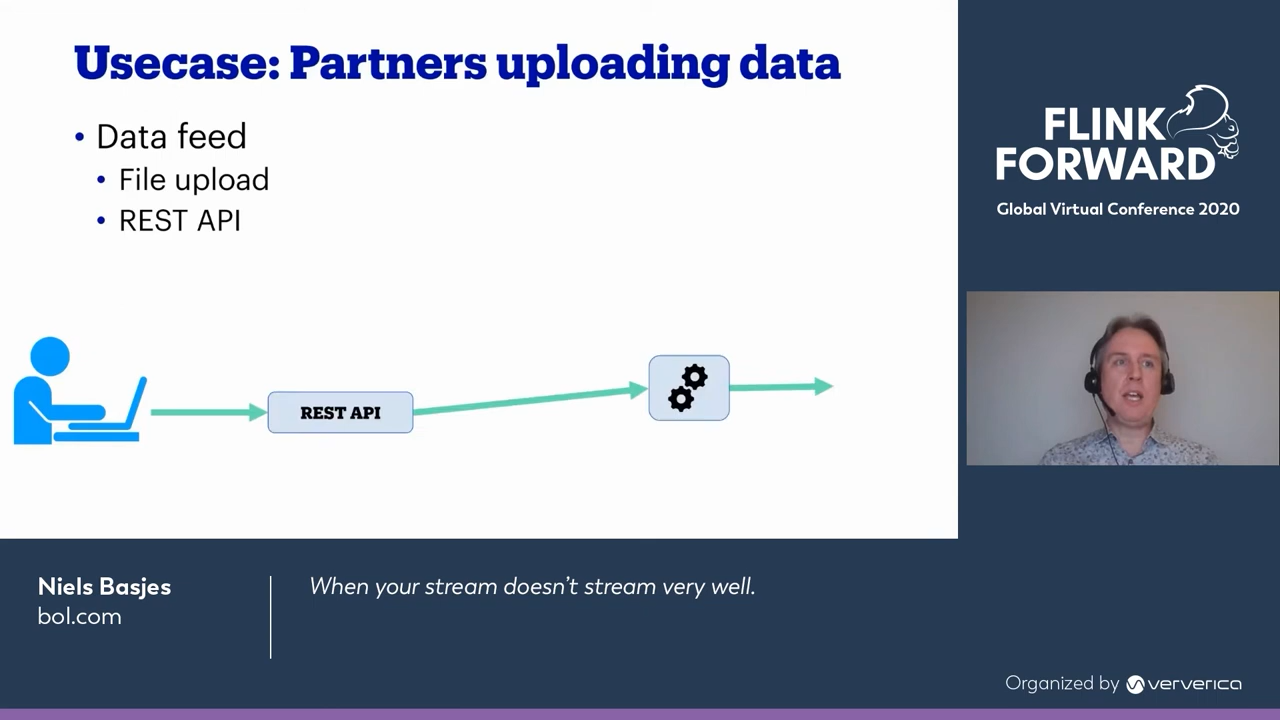 Usecase: Partners uploading data
• Data feed
• File upload
• REST API
REST API
FLINK
FORWARD
Global Virtual Conference 2020
Niels Basjes
bol.com
When your stream doesn't stream very well.
Organized by ververica